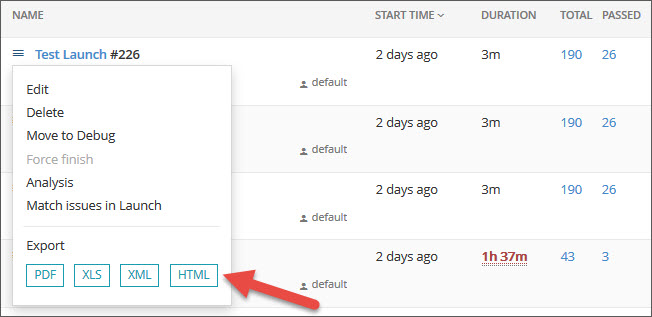 NAME START TIME DURATION TOTAL PASSED
Test Launch #226 2 days ago 3m 190 26
Edit
default
Delete
2 days ago 3m 190 26
Move to Debug
default
Force finish
Analysis
2 days ago 3m 190 26
Match issues in Launch
default
Export
2 days ago 1h 37m 43 3
PDF XLS XML HTML
default